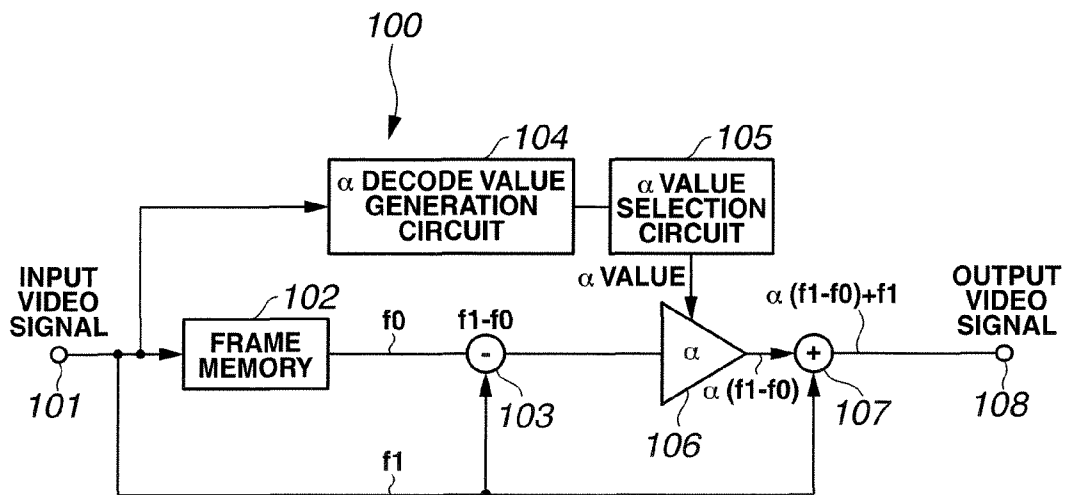 100
104
105
α DECODE VALUE
GENERATION
CIRCUIT
α VALUE
SELECTION
CIRCUIT
α VALUE
INPUT
VIDEO
SIGNAL
101
102
FRAME
MEMORY
f0
f1-f0
-
103
α
106
α (f1-f0)
+
107
α (f1-f0)+f1
OUTPUT
VIDEO
SIGNAL
108
f1